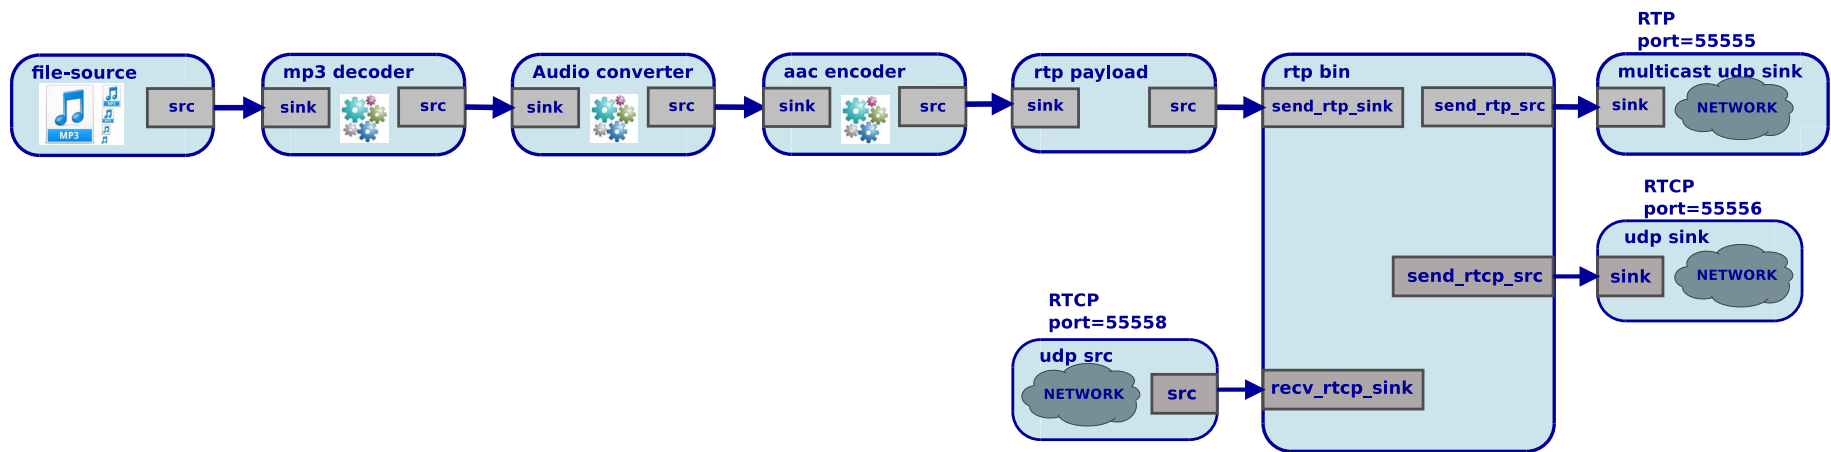 RTP
port=55555
file-source
MP3
src
mp3 decoder
sink
src
Audio converter
sink
src
aac encoder
sink
src
rtp payload
sink
src
rtp bin
send_rtp_sink
send_rtp_src
multicast udp sink
sink
NETWORK
RTCP
port=55556
udp sink
send_rtcp_src
sink
NETWORK
RTCP
port=55558
udp src
NETWORK
src
recv_rtcp_sink